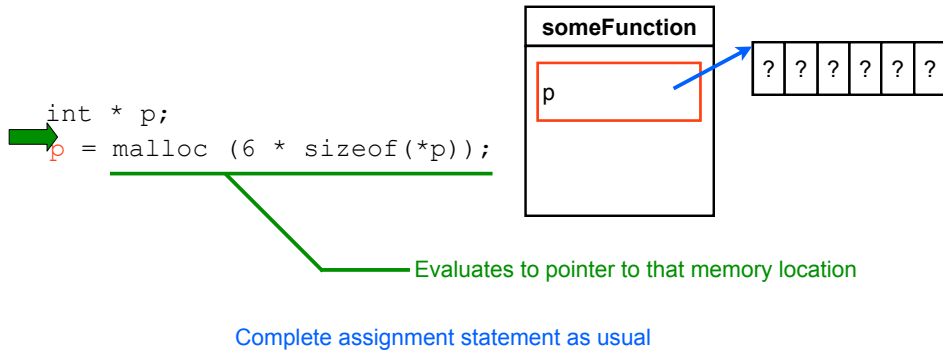 someFunction
? ? ? ? ? ?
p
int * p;
p = malloc (6 * sizeof(*p));
Evaluates to pointer to that memory location
Complete assignment statement as usual